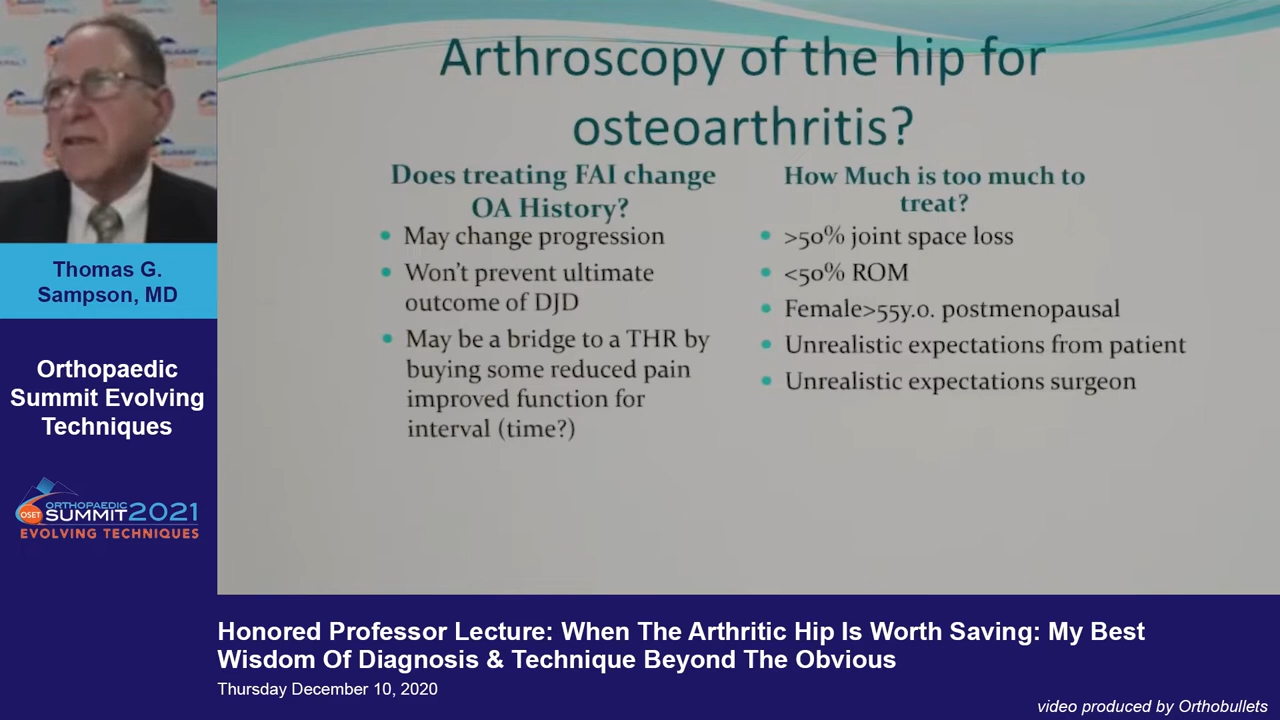 Arthroscopy of the hip for
osteoarthritis?
Does treating FAI change
OA History?
• May change progression
• Won't prevent ultimate
outcome of DJD
• May be a bridge to a THR by
buying some reduced pain
improved function for
interval (time?)
How Much is too much to
treat?
• >50% joint space loss
• <50% ROM
• Female>55y.o. postmenopausal
• Unrealistic expectations from patient
• Unrealistic expectations surgeon
Thomas G.
Sampson, MD
Orthopaedic
Summit Evolving
Techniques
OSET
ORTHOPAEDIC
SUMMIT 2021
EVOLVING TECHNIQUES
Honored Professor Lecture: When The Arthritic Hip Is Worth Saving: My Best
Wisdom Of Diagnosis & Technique Beyond The Obvious
Thursday December 10, 2020
video produced by Orthobullets